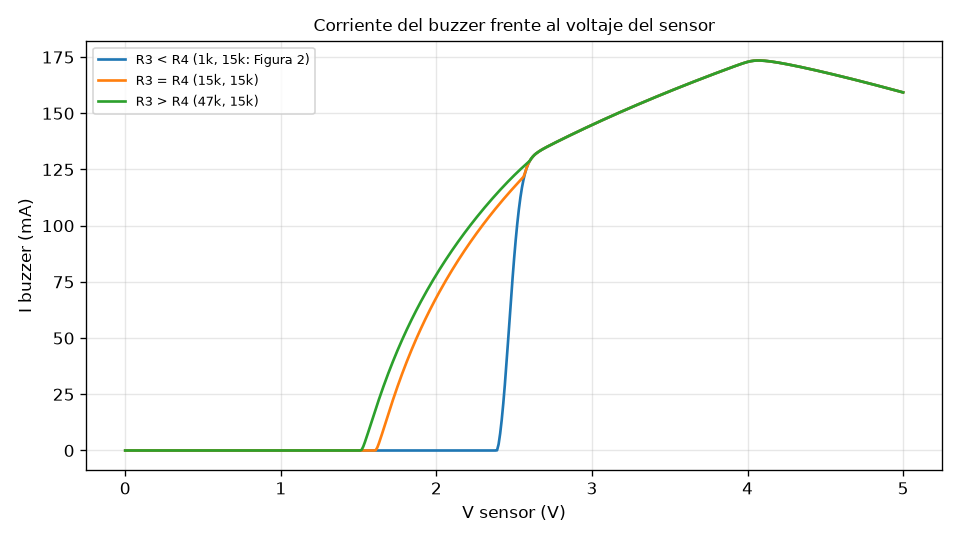 Corriente del buzzer frente al voltaje del sensor
R3 < R4 (1k, 15k: Figura 2)
R3 = R4 (15k, 15k)
R3 > R4 (47k, 15k)
175
150
125
100
75
50
25
0
I buzzer (mA)
0 1 2 3 4 5
V sensor (V)